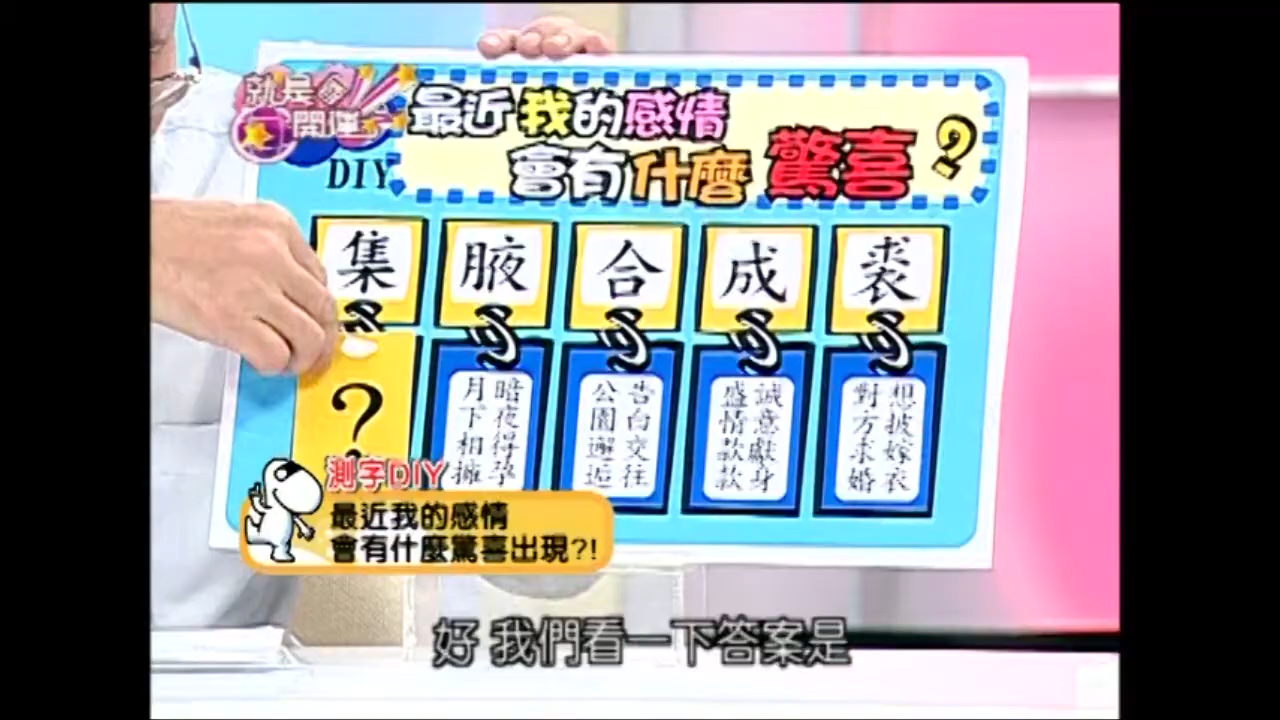 就是令
開運
DIY
最近我的感情
會有什麼驚喜?
集
腋
合
成
裘
?
暗夜得孕
月下相擁
告白交往
公園邂逅
誠意獻身
盛情款款
想披嫁衣
對方求婚
測字DIY
最近我的感情
會有什麼驚喜出現?!
好 我們看一下答案是